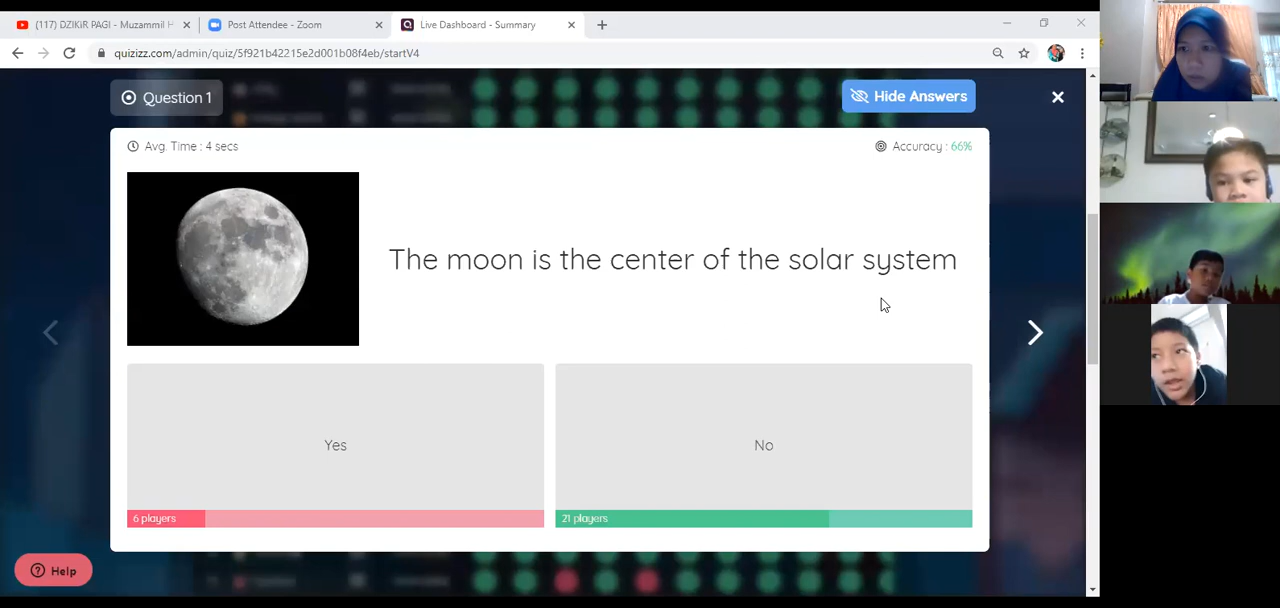 (117) DZIKIR PAGI - Muzammil H
Post Attendee - Zoom
Live Dashboard - Summary
quizizz.com/admin/quiz/5f921b42215e2d001b08f4eb/startV4
Question 1
Hide Answers
Avg. Time : 4 secs
Accuracy : 66%
The moon is the center of the solar system
Yes
No
6 players
21 players
Help